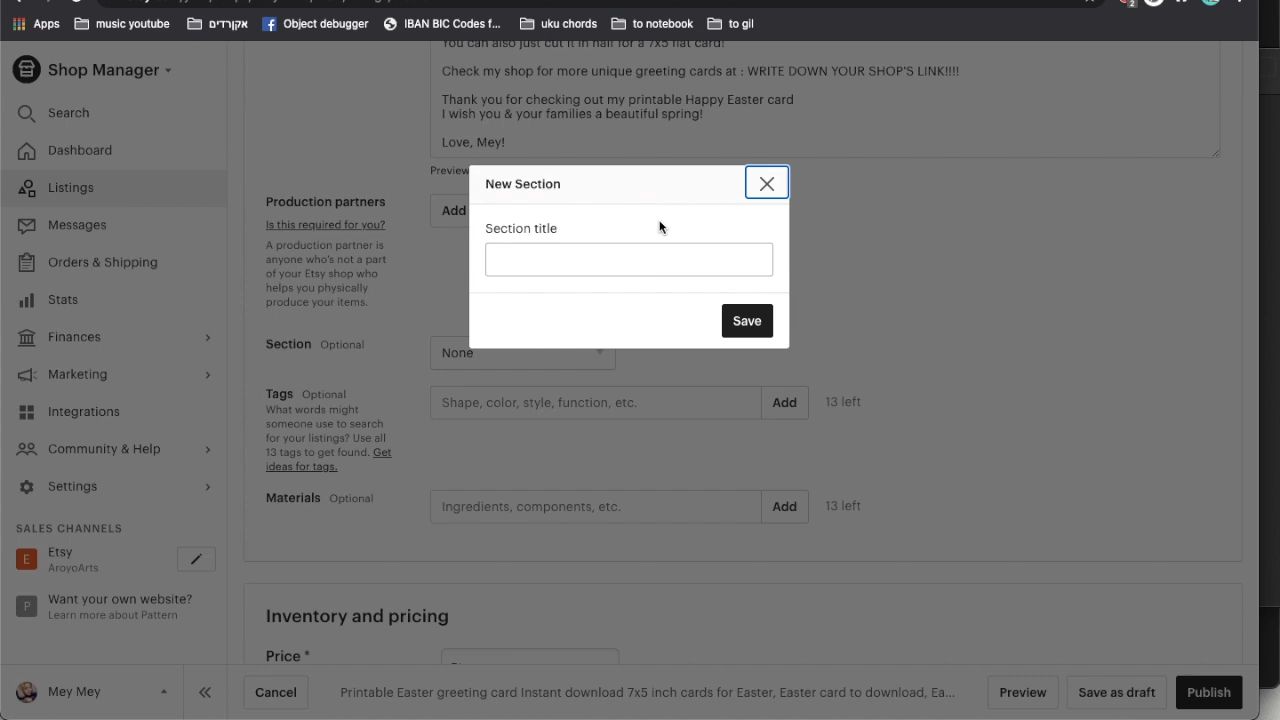 2
Apps
music youtube
אקורדים
Object debugger
IBAN BIC Codes f...
uku chords
to notebook
to gil
Shop Manager
Search
Dashboard
Listings
Messages
Orders & Shipping
Stats
Finances
Marketing
Integrations
Community & Help
Settings
SALES CHANNELS
E
Etsy
AroyoArts
P
Want your own website?
Learn more about Pattern
Mey Mey
You can also just cut it in half for a 7x5 flat card!
Check my shop for more unique greeting cards at : WRITE DOWN YOUR SHOP'S LINK!!!!
Thank you for checking out my printable Happy Easter card
I wish you & your families a beautiful spring!
Love, Mey!
Preview
Production partners
Is this required for you?
A production partner is
anyone who's not a part
of your Etsy shop who
helps you physically
produce your items.
Add
New Section
Section title
Save
Section Optional
None
Tags Optional
What words might
someone use to search
for your listings? Use all
13 tags to get found. Get
ideas for tags.
Shape, color, style, function, etc.
Add
13 left
Materials Optional
Ingredients, components, etc.
Add
13 left
Inventory and pricing
Price *
Cancel
Printable Easter greeting card Instant download 7x5 inch cards for Easter, Easter card to download, Ea...
Preview
Save as draft
Publish